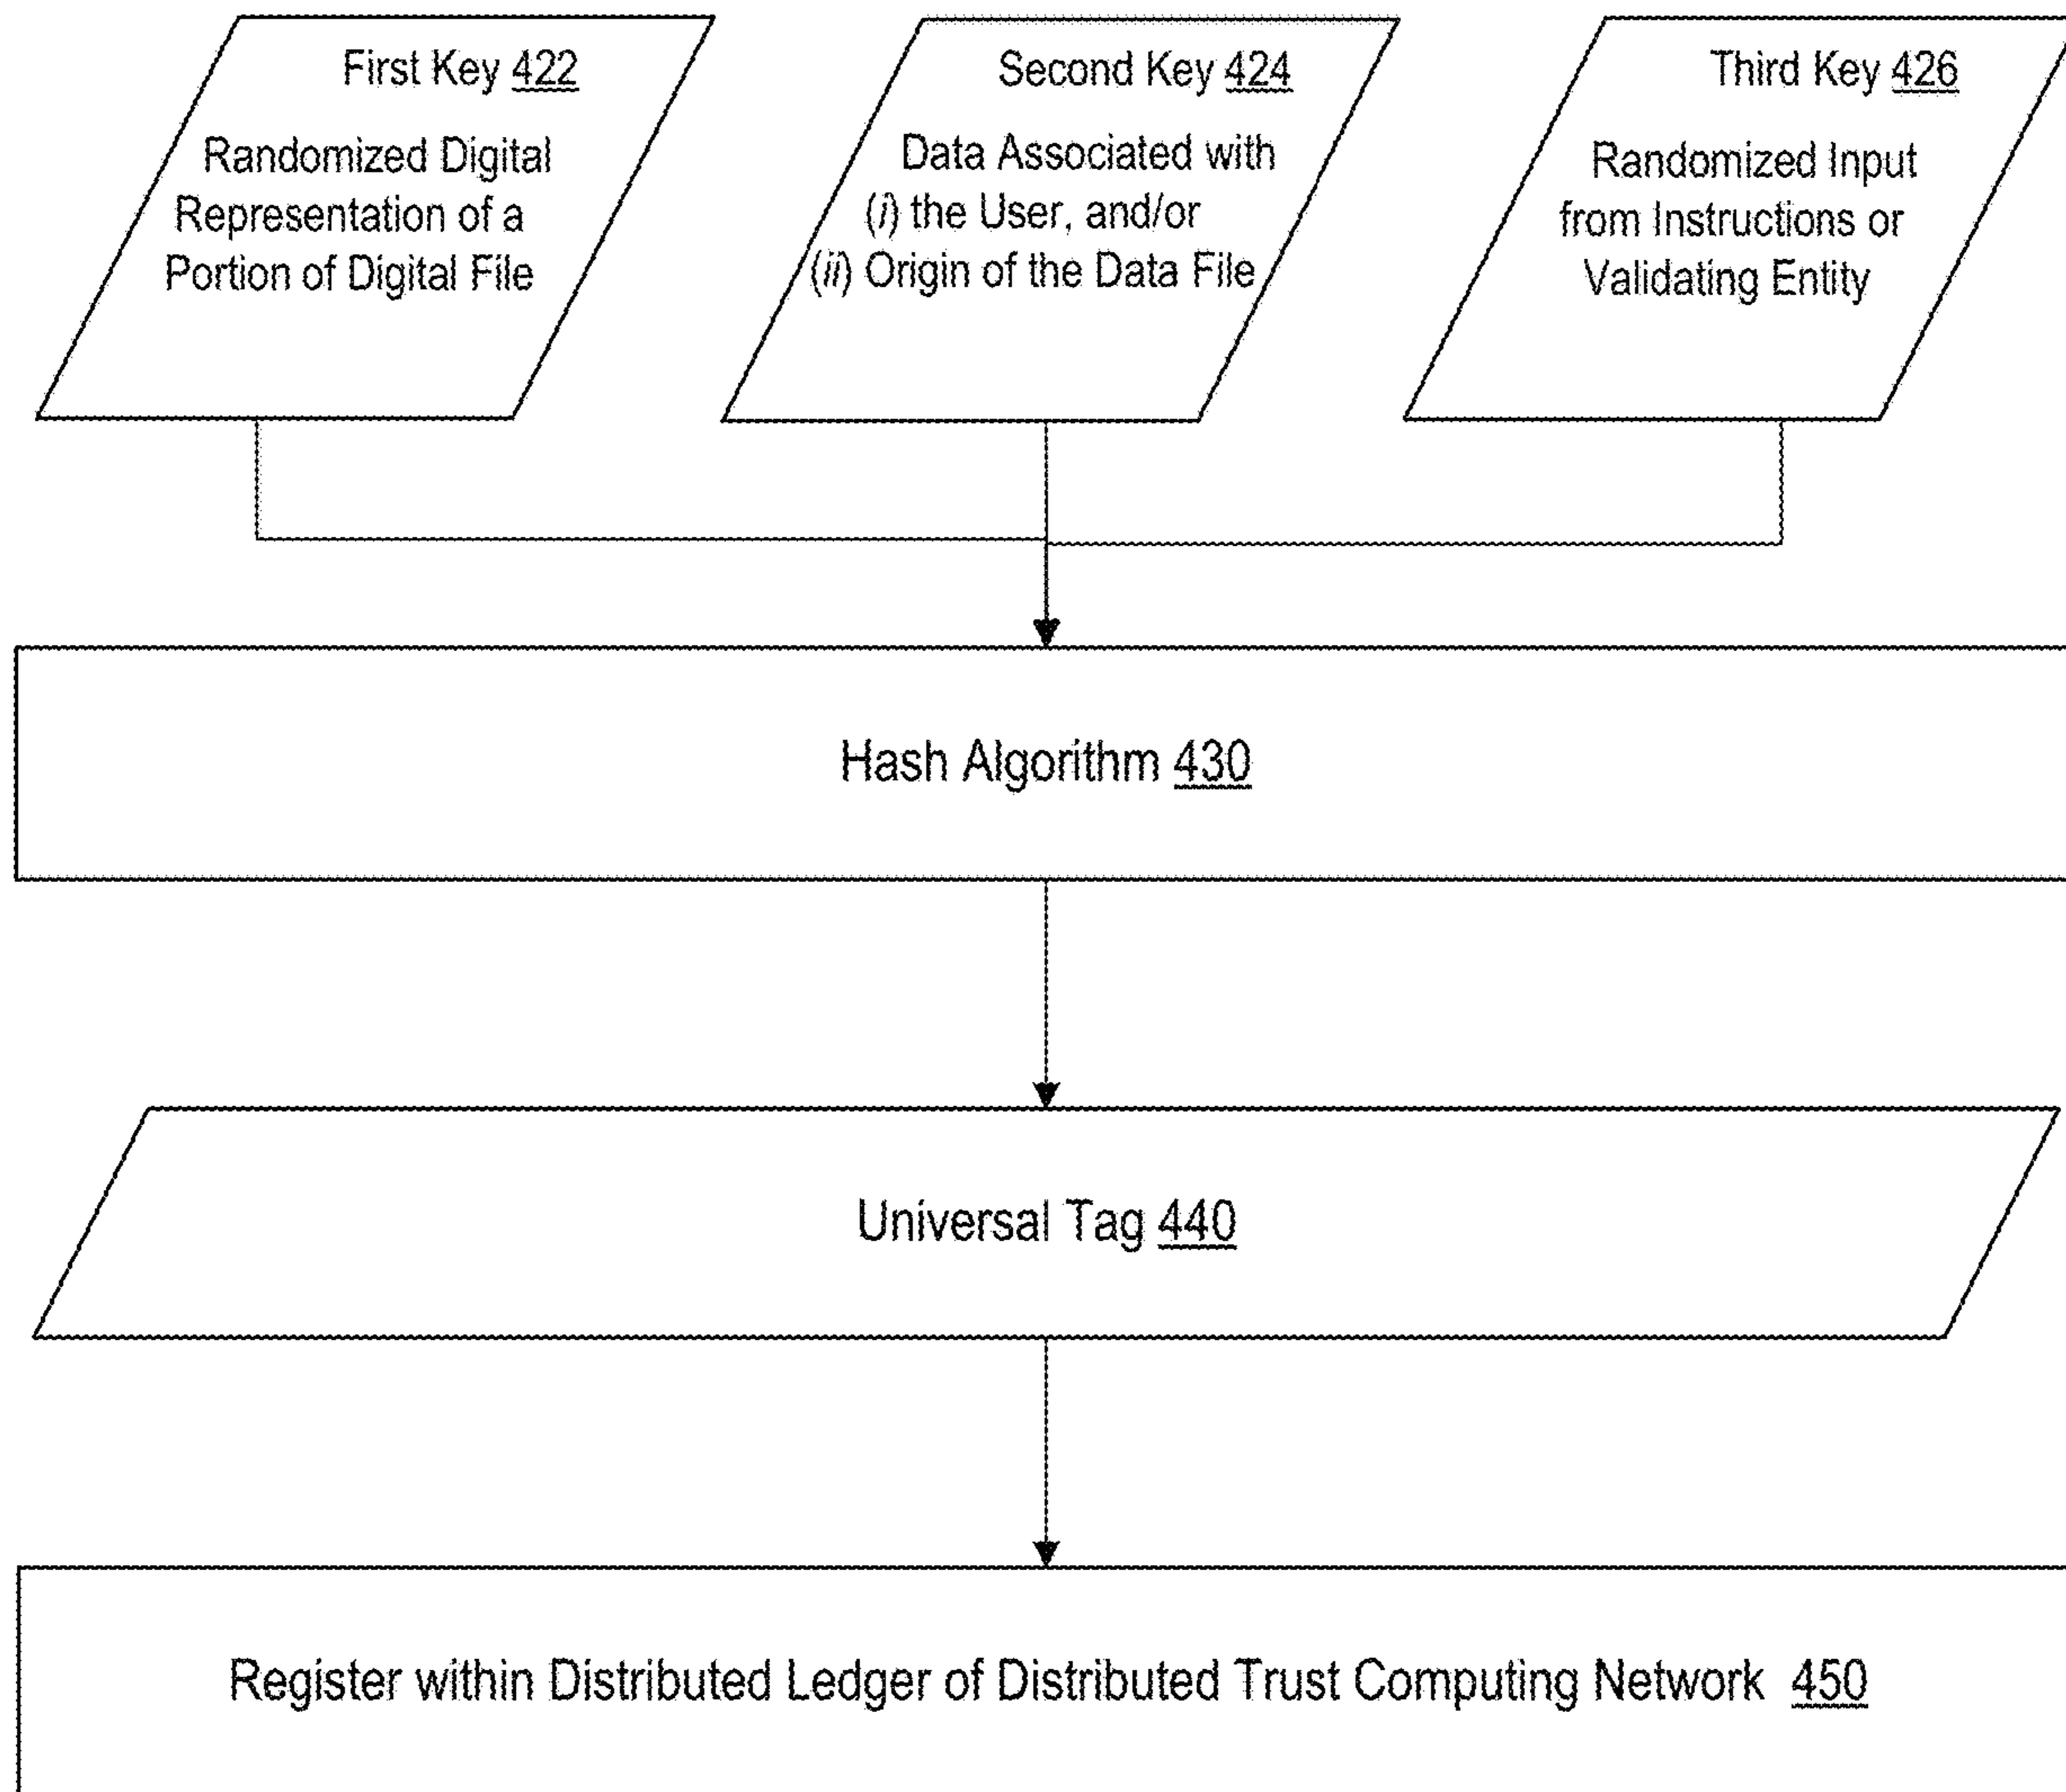 First Key 422
Randomized Digital
Representation of a
Portion of Digital File
Second Key 424
Data Associated with
(i) the User, and/or
(ii) Origin of the Data File
Third Key 426
Randomized Input
from Instructions or
Validating Entity
Hash Algorithm 430
Universal Tag 440
Register within Distributed Ledger of Distributed Trust Computing Network 450